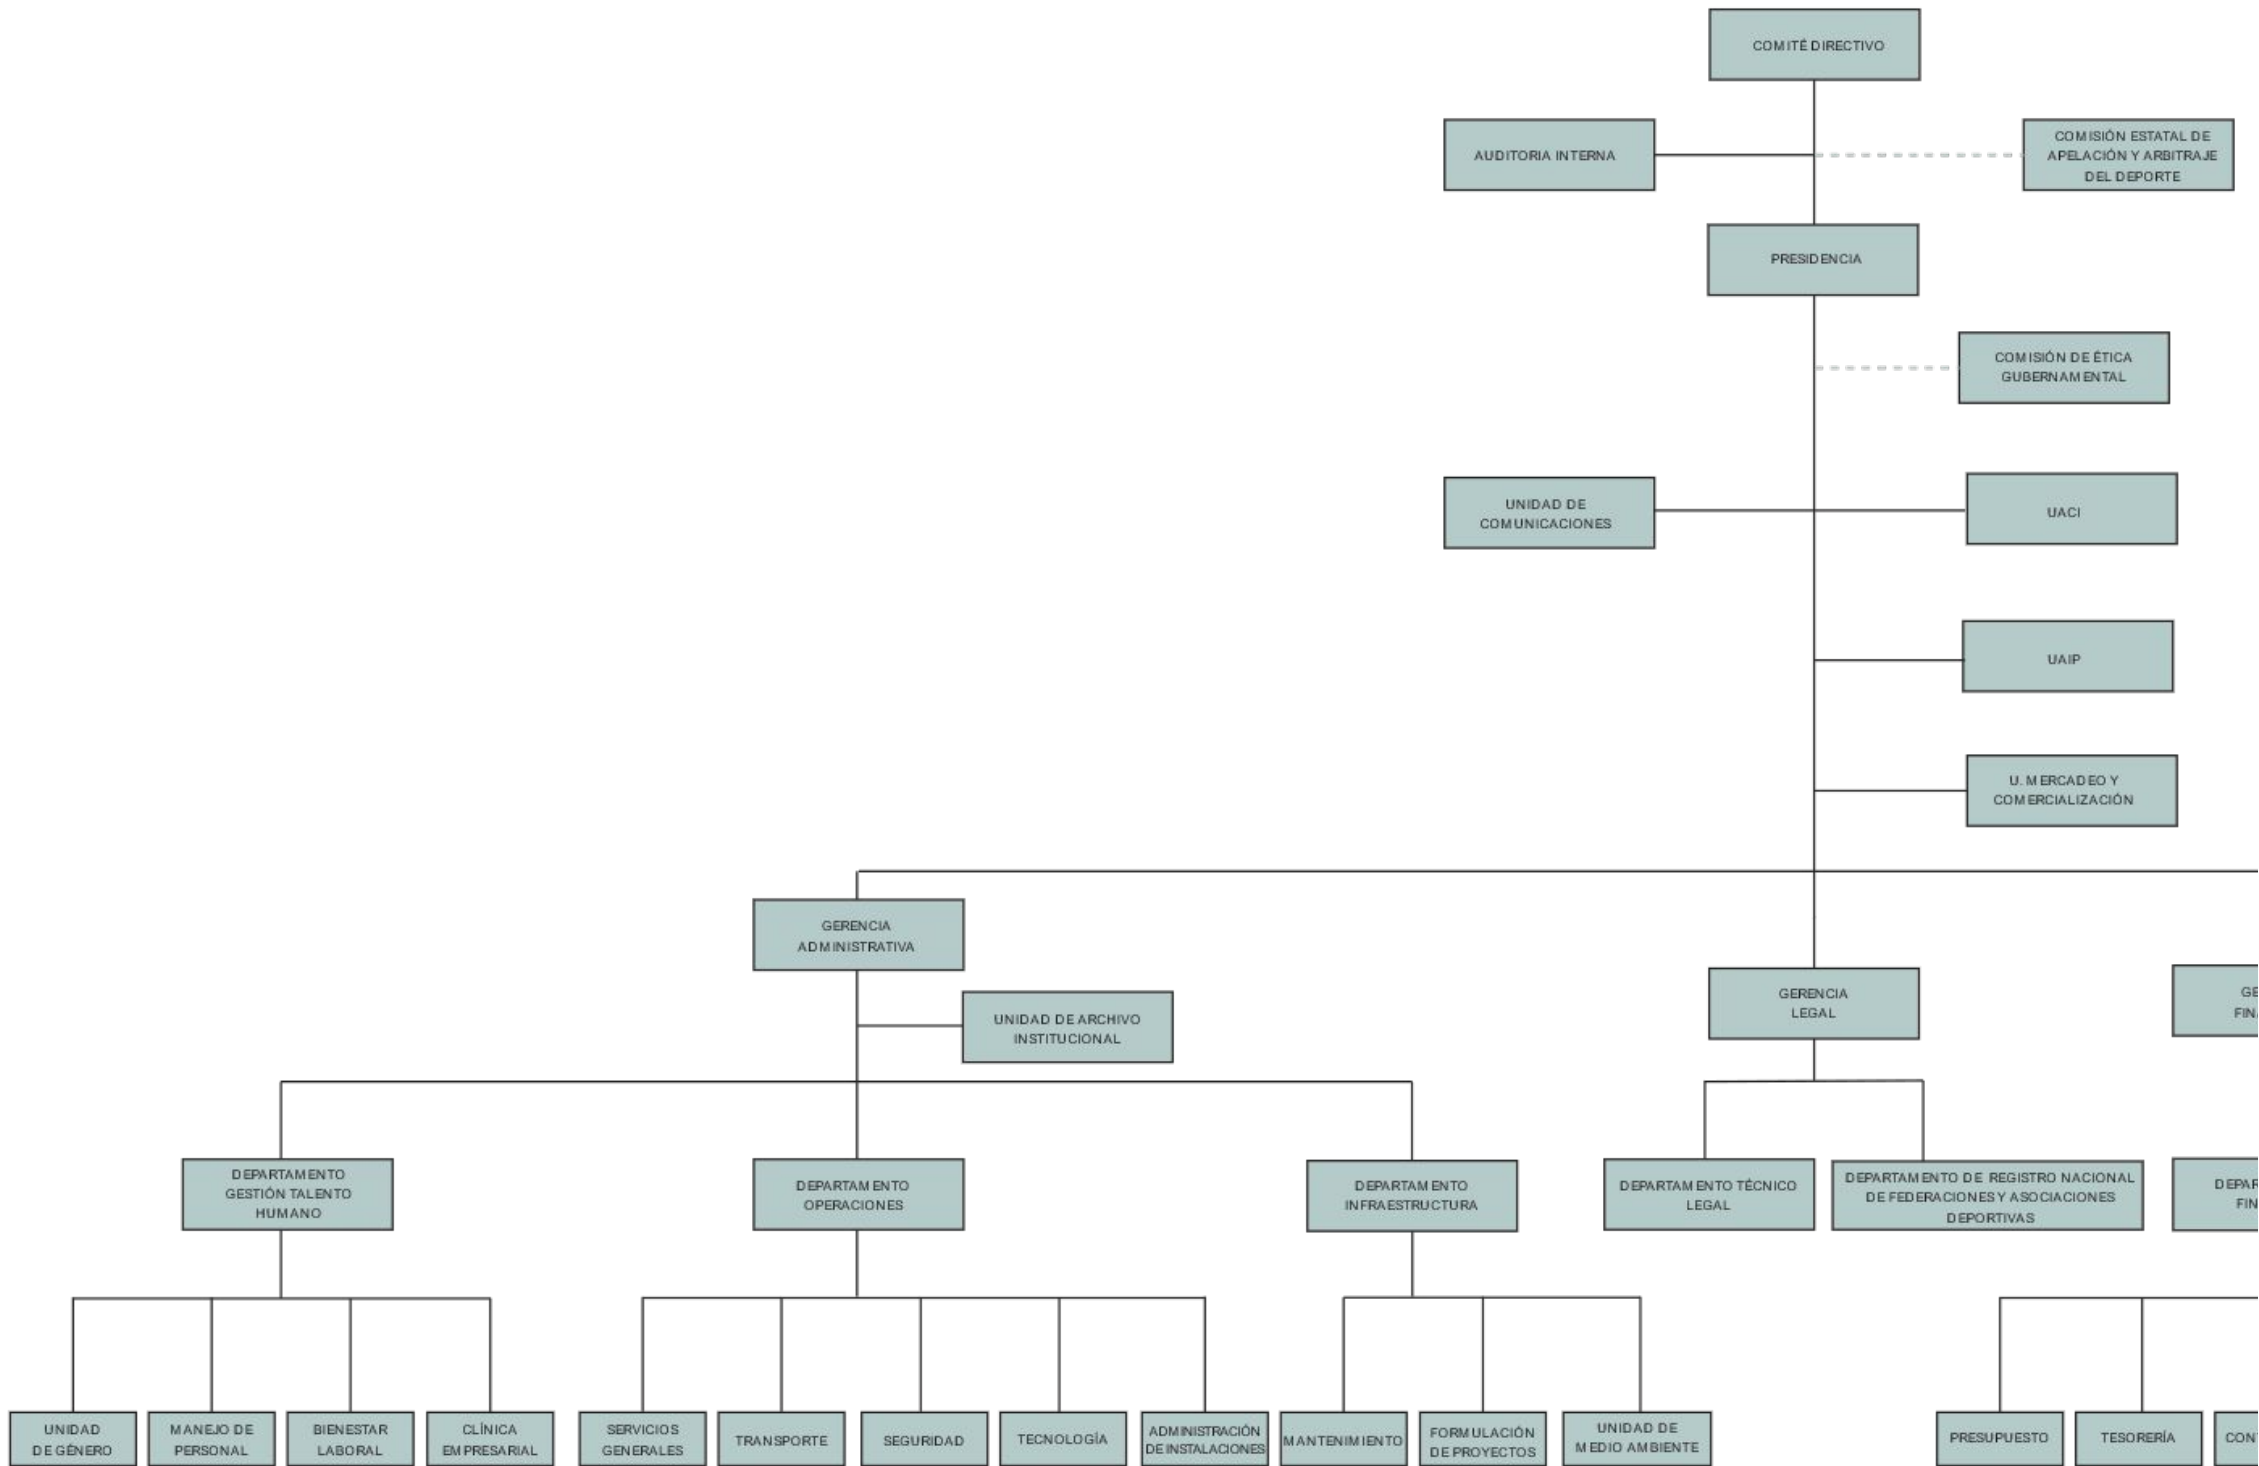 COMITÉ DIRECTIVO
AUDITORIA INTERNA
COMISIÓN ESTATAL DE
APELACIÓN Y ARBITRAJE
DEL DEPORTE
PRESIDENCIA
COMISIÓN DE ÉTICA
GUBERNAMENTAL
UNIDAD DE
COMUNICACIONES
UACI
UAIP
U. MERCADEO Y
COMERCIALIZACIÓN
GERENCIA
ADMINISTRATIVA
UNIDAD DE ARCHIVO
INSTITUCIONAL
GERENCIA
LEGAL
DEPARTAMENTO
GESTIÓN TALENTO
HUMANO
DEPARTAMENTO
OPERACIONES
DEPARTAMENTO
INFRAESTRUCTURA
DEPARTAMENTO TÉCNICO
LEGAL
DEPARTAMENTO DE REGISTRO NACIONAL
DE FEDERACIONES Y ASOCIACIONES
DEPORTIVAS
UNIDAD
DE GÉNERO
MANEJO DE
PERSONAL
BIENESTAR
LABORAL
CLÍNICA
EMPRESARIAL
SERVICIOS
GENERALES
TRANSPORTE
SEGURIDAD
TECNOLOGÍA
ADMINISTRACIÓN
DE INSTALACIONES
MANTENIMIENTO
FORMULACIÓN
DE PROYECTOS
UNIDAD DE
MEDIO AMBIENTE
PRESUPUESTO
TESORERÍA